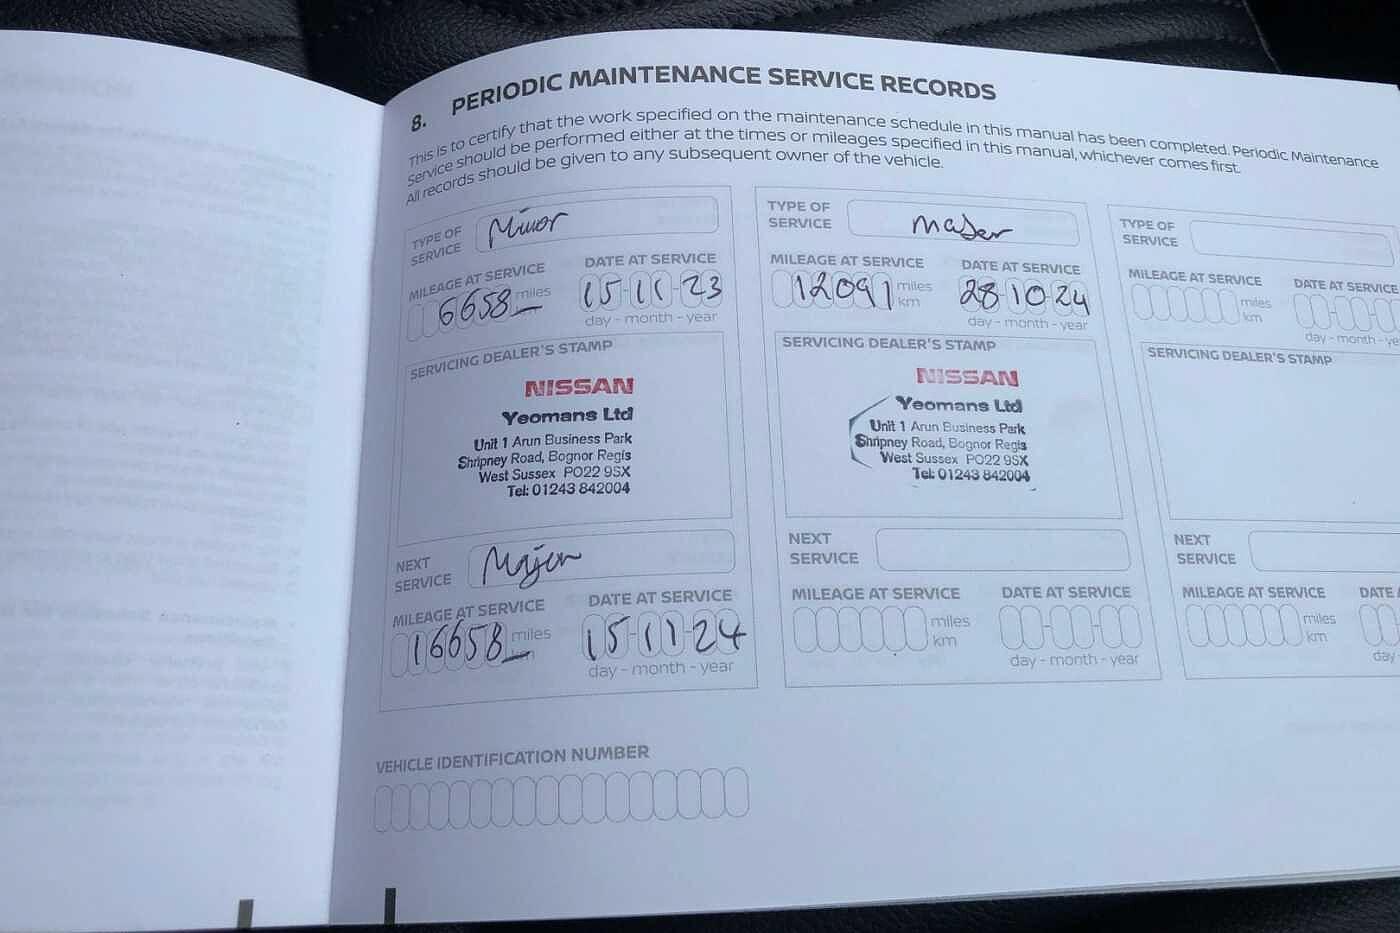 8. PERIODIC MAINTENANCE SERVICE RECORDS
This is to certify that the work specified on the maintenance schedule in this manual has been completed. Periodic Maintenance
Service should be performed either at the times or mileages specified in this manual, whichever comes first.
All records should be given to any subsequent owner of the vehicle.
TYPE OF
SERVICE
Minor
MILEAGE AT SERVICE
6658 miles
DATE AT SERVICE
15-11-23
day - month - year
SERVICING DEALER'S STAMP
NISSAN
Yeomans Ltd
Unit 1 Arun Business Park
Shripney Road, Bognor Regis
West Sussex PO22 9SX
Tel: 01243 842004
NEXT
SERVICE
Major
MILEAGE AT SERVICE
16658 miles
DATE AT SERVICE
15-11-24
day - month - year
TYPE OF
SERVICE
Major
MILEAGE AT SERVICE
12091 miles
km
DATE AT SERVICE
28-10-24
day - month - year
SERVICING DEALER'S STAMP
NISSAN
Yeomans Ltd
Unit 1 Arun Business Park
Shripney Road, Bognor Regis
West Sussex PO22 9SX
Tel: 01243 842004
NEXT
SERVICE
MILEAGE AT SERVICE
miles
km
DATE AT SERVICE
day - month - year
TYPE OF
SERVICE
MILEAGE AT SERVICE
miles
km
DATE AT SERVICE
day - month - ye
SERVICING DEALER'S STAMP
NEXT
SERVICE
MILEAGE AT SERVICE
miles
km
DATE
day -
VEHICLE IDENTIFICATION NUMBER